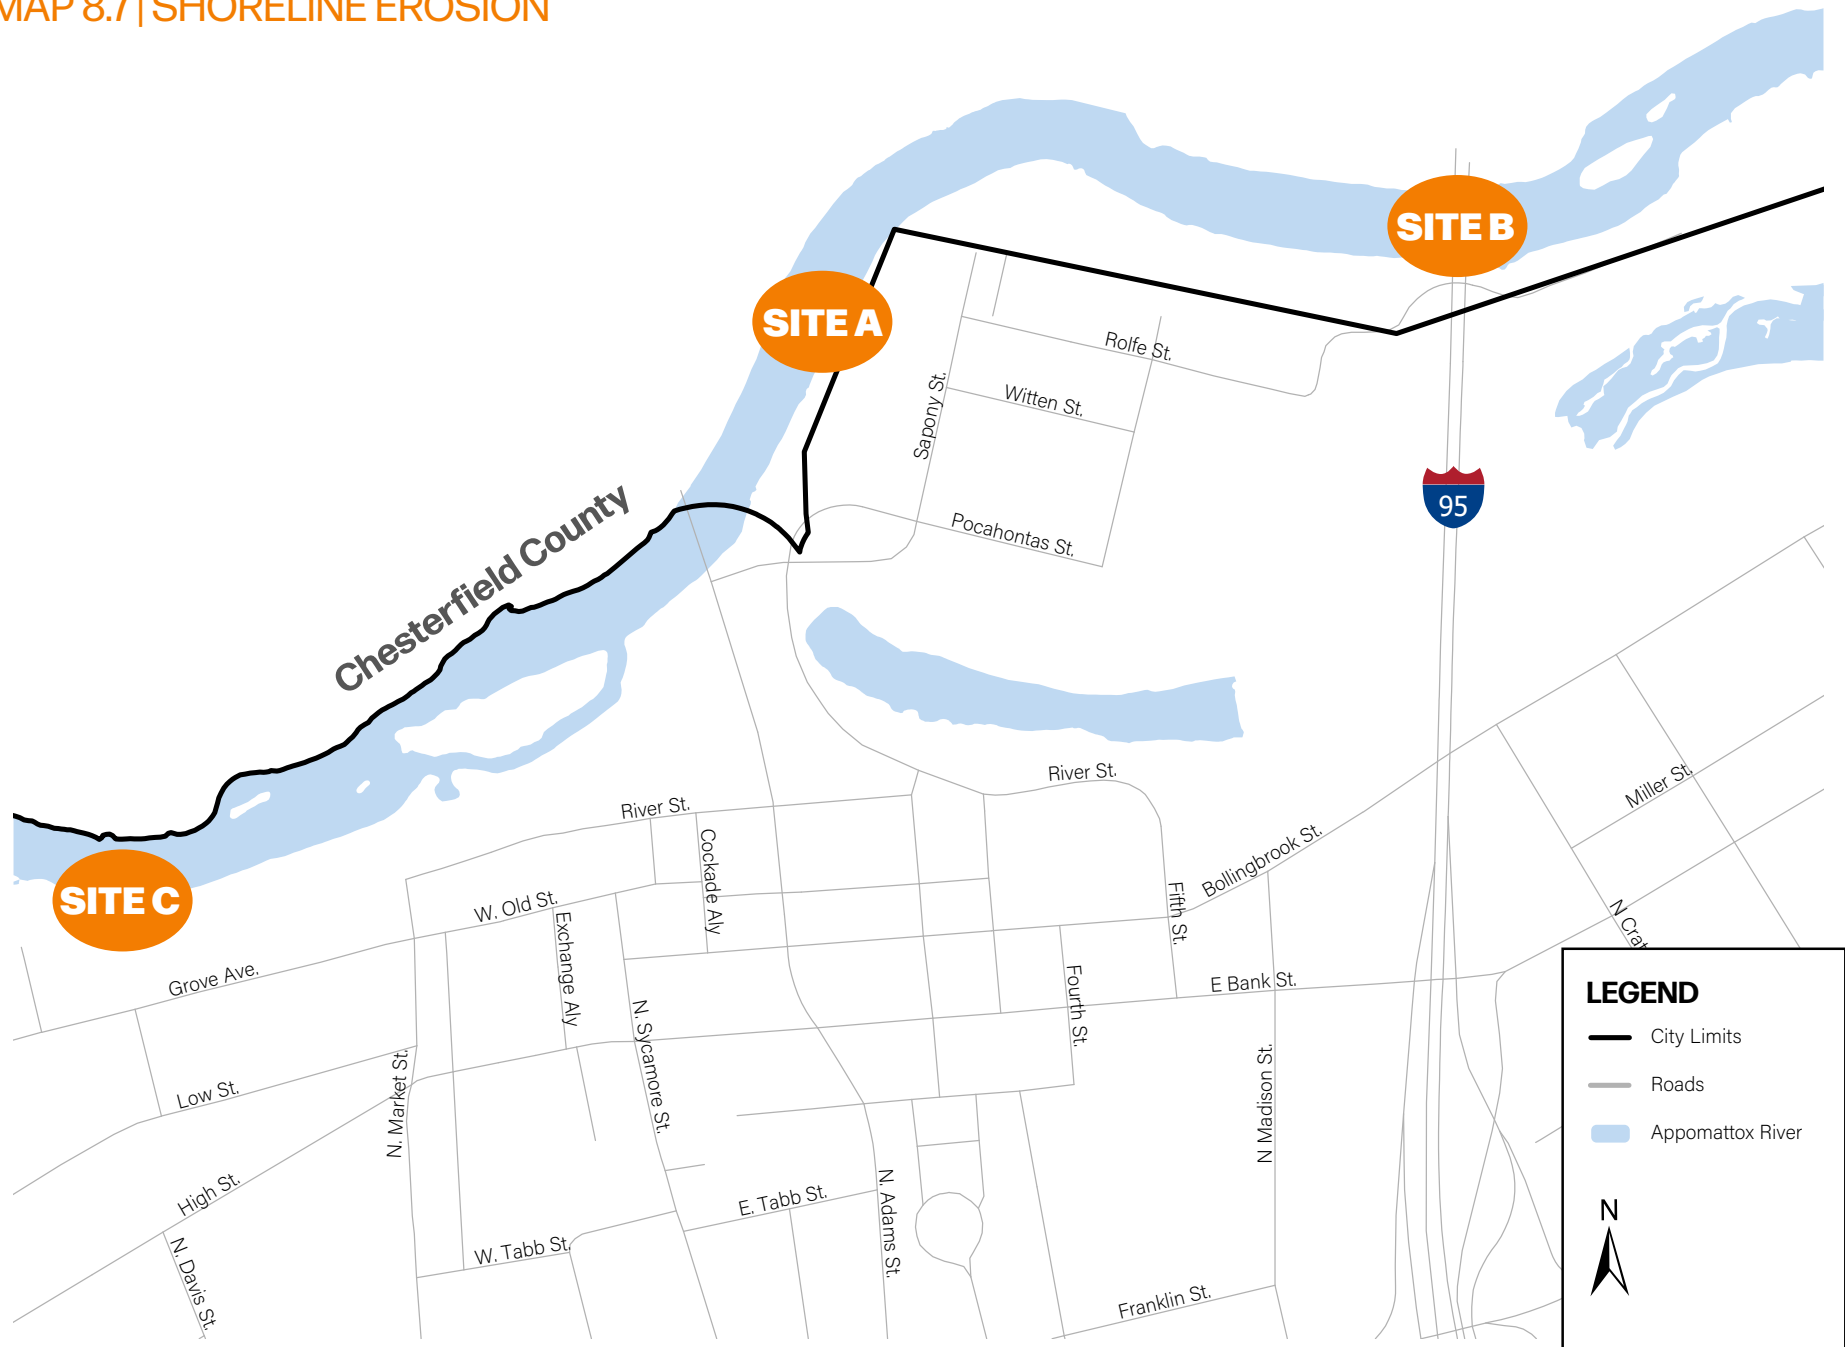 MAP 8.7 | SHORELINE EROSION
SITE B
SITE A
Rolfe St.
Witten St.
Sapony St.
95
Chesterfield County
Pocahontas St.
River St.
River St.
Miller St.
Cockade Aly
Bollingbrook St.
SITE C
W. Old St.
Exchange Aly
Fifth St.
N Crat
Grove Ave.
E Bank St.
Fourth St.
N. Sycamore St.
Low St.
N. Market St.
N Madison St.
High St.
E. Tabb St.
N. Adams St.
W. Tabb St.
N. Davis St.
Franklin St.
LEGEND
City Limits
Roads
Appomattox River
N